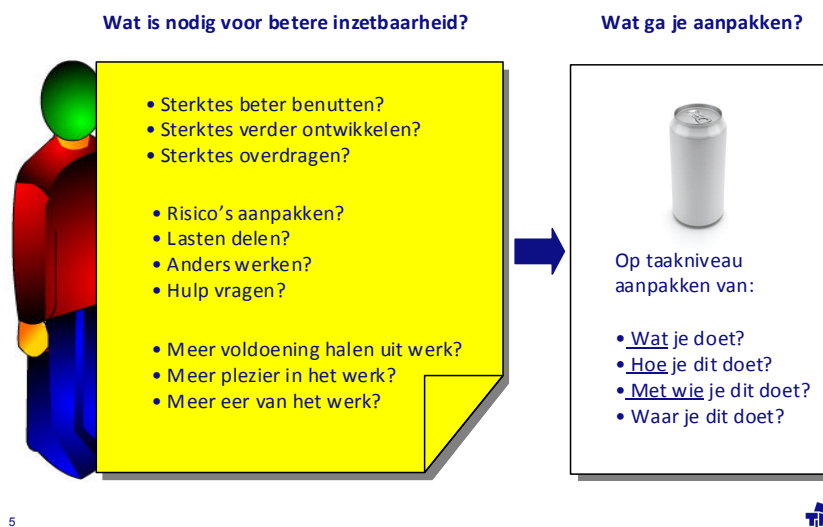 Wat is nodig voor betere inzetbaarheid?
• Sterktes beter benutten?
• Sterktes verder ontwikkelen?
• Sterktes overdragen?
• Risico's aanpakken?
• Lasten delen?
• Anders werken?
• Hulp vragen?
• Meer voldoening halen uit werk?
• Meer plezier in het werk?
• Meer eer van het werk?
Wat ga je aanpakken?
Op taakniveau
aanpakken van:
• Wat je doet?
• Hoe je dit doet?
• Met wie je dit doet?
• Waar je dit doet?
5